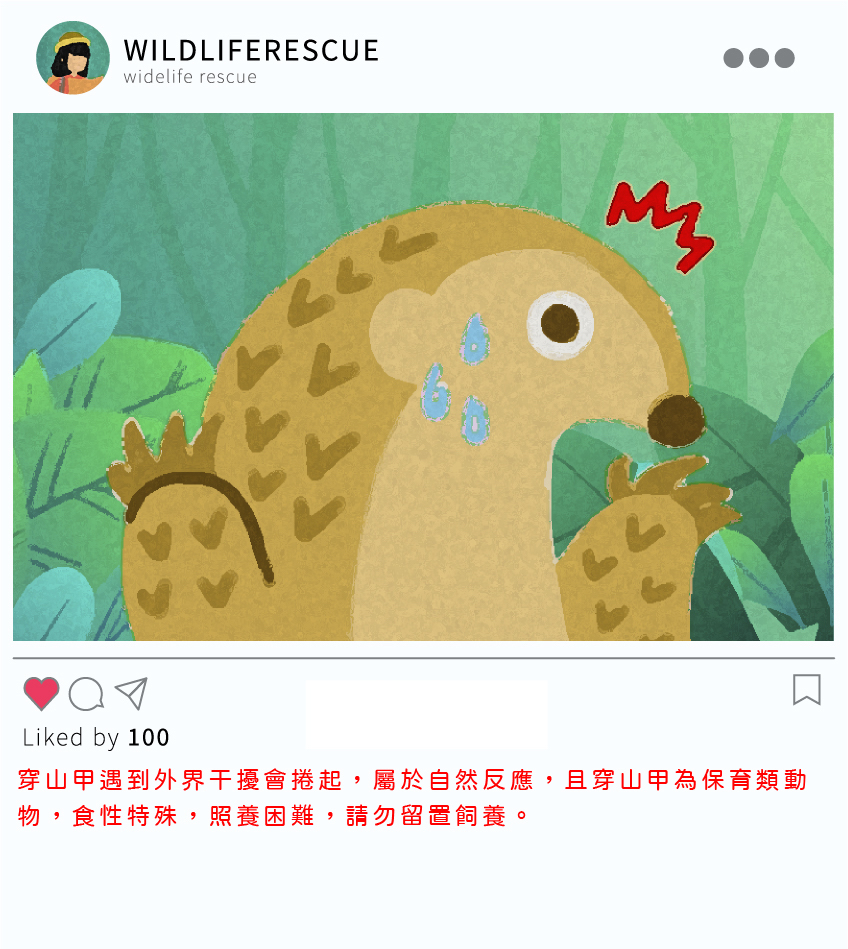 WILDLIFERESCUE
widelife rescue
Liked by 100
穿山甲遇到外界干擾會捲起，屬於自然反應，且穿山甲為保育類動
物，食性特殊，照養困難，請勿留置飼養。